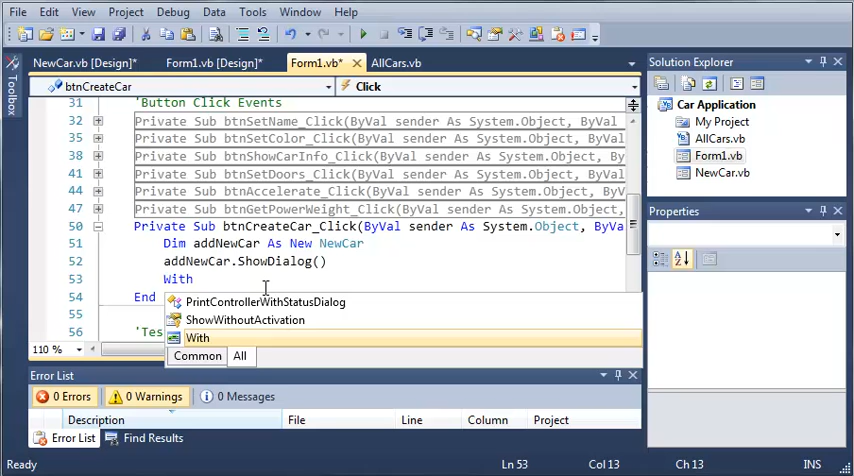 File Edit View Project Debug Data Tools Window Help
NewCar.vb [Design]* Form1.vb [Design]* Form1.vb* AllCars.vb
Toolbox
btnCreateCar Click
31 'Button Click Events
32 Private Sub btnSetName_Click(ByVal sender As System.Object, ByVal
35 Private Sub btnSetColor_Click(ByVal sender As System.Object, ByVa
38 Private Sub btnShowCarInfo_Click(ByVal sender As System.Object, B
41 Private Sub btnSetDoors_Click(ByVal sender As System.Object, ByVa
44 Private Sub btnAccelerate_Click(ByVal sender As System.Object, By
47 Private Sub btnGetPowerWeight_Click(ByVal sender As System.Object,
50 Private Sub btnCreateCar_Click(ByVal sender As System.Object, ByVa
51 Dim addNewCar As New NewCar
52 addNewCar.ShowDialog()
53 With
54 End
55
56 'Tes
PrintControllerWithStatusDialog
ShowWithoutActivation
With
Common All
110 %
Solution Explorer
Car Application
My Project
AllCars.vb
Form1.vb
NewCar.vb
Properties
Error List
0 Errors 0 Warnings 0 Messages
Description File Line Column Project
Error List Find Results
Ready Ln 53 Col 13 Ch 13 INS